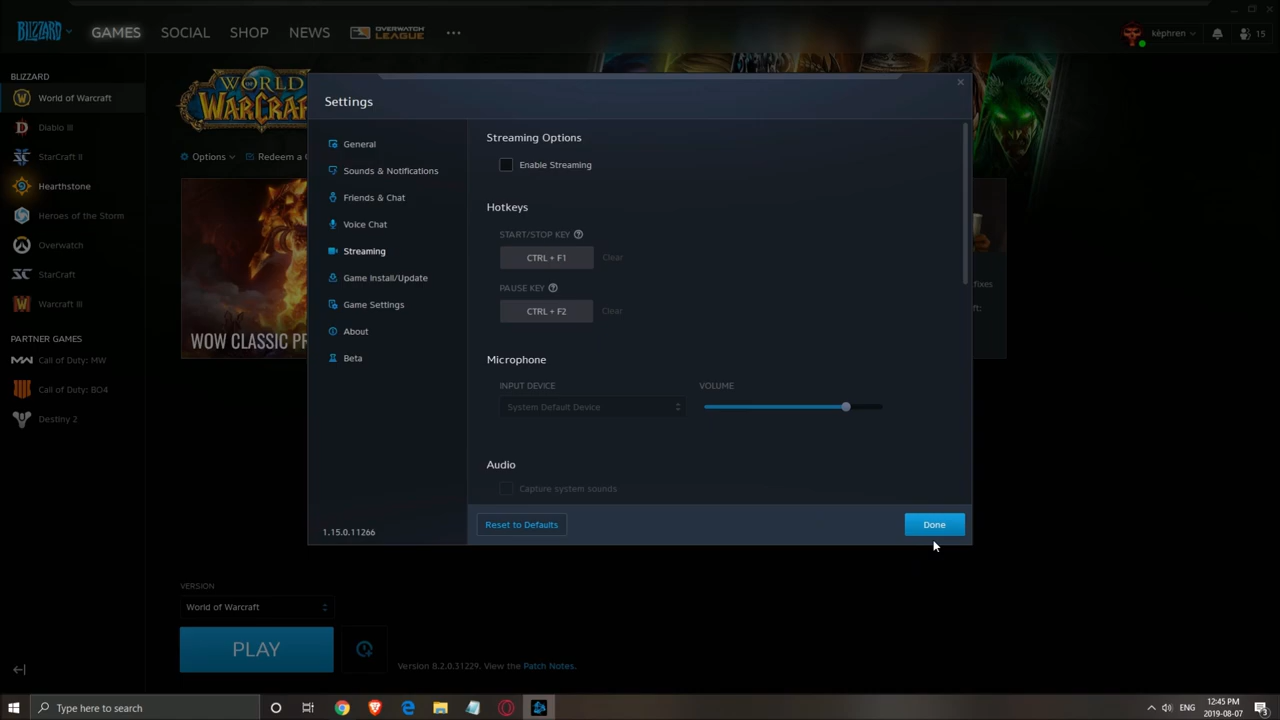 BLIZZARD
GAMES
SOCIAL
SHOP
NEWS
OVERWATCH
LEAGUE
•••
kèphren
15
BLIZZARD
World of Warcraft
Diablo III
StarCraft II
Hearthstone
Heroes of the Storm
Overwatch
StarCraft
Warcraft III
PARTNER GAMES
Call of Duty: MW
Call of Duty: BO4
Destiny 2
WORLD
OF
WARCRAFT
Options
Redeem a
WOW CLASSIC PR
fixes
Settings
General
Sounds & Notifications
Friends & Chat
Voice Chat
Streaming
Game Install/Update
Game Settings
About
Beta
1.15.0.11266
Streaming Options
Enable Streaming
Hotkeys
START/STOP KEY
CTRL + F1 Clear
PAUSE KEY
CTRL + F2 Clear
Microphone
INPUT DEVICE VOLUME
System Default Device
Audio
Capture system sounds
Reset to Defaults
Done
VERSION
World of Warcraft
PLAY
Version 8.2.0.31229. View the Patch Notes.
Type here to search
ENG
12:45 PM
2019-08-07
3